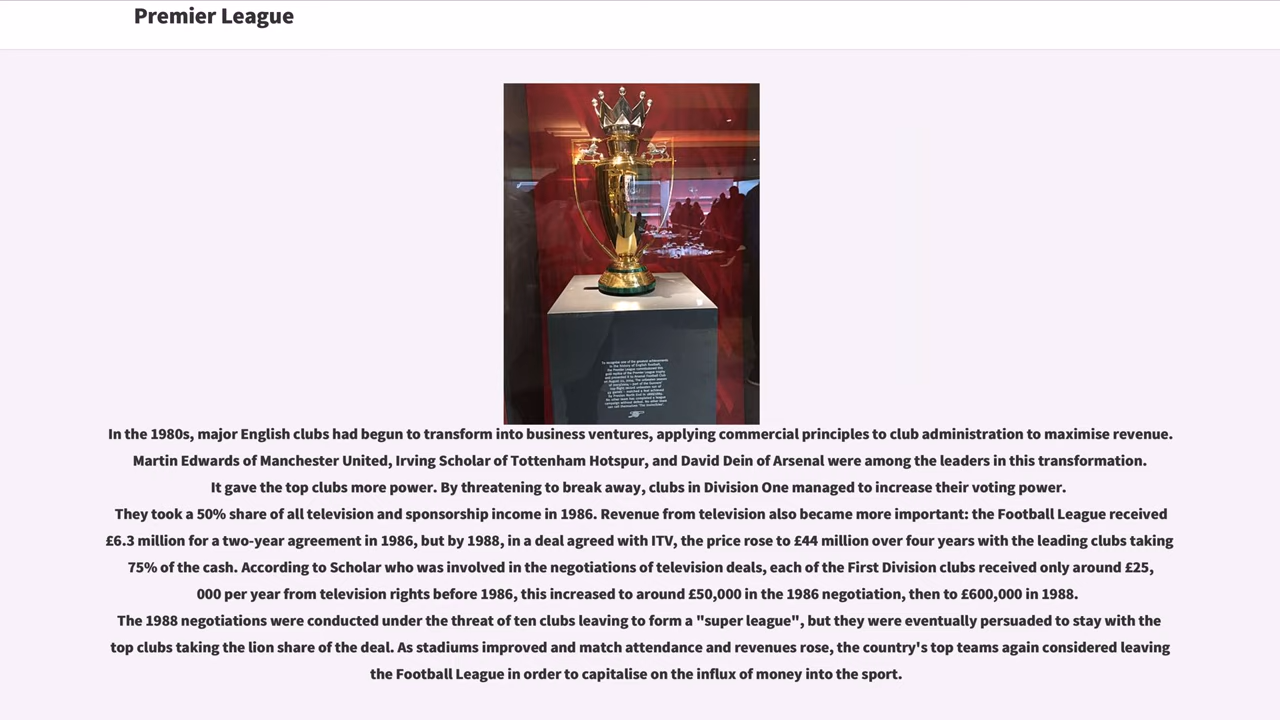 Premier League
In the 1980s, major English clubs had begun to transform into business ventures, applying commercial principles to club administration to maximise revenue.
Martin Edwards of Manchester United, Irving Scholar of Tottenham Hotspur, and David Dein of Arsenal were among the leaders in this transformation.
It gave the top clubs more power. By threatening to break away, clubs in Division One managed to increase their voting power.
They took a 50% share of all television and sponsorship income in 1986. Revenue from television also became more important: the Football League received
£6.3 million for a two-year agreement in 1986, but by 1988, in a deal agreed with ITV, the price rose to £44 million over four years with the leading clubs taking
75% of the cash. According to Scholar who was involved in the negotiations of television deals, each of the First Division clubs received only around £25,
000 per year from television rights before 1986, this increased to around £50,000 in the 1986 negotiation, then to £600,000 in 1988.
The 1988 negotiations were conducted under the threat of ten clubs leaving to form a "super league", but they were eventually persuaded to stay with the
top clubs taking the lion share of the deal. As stadiums improved and match attendance and revenues rose, the country's top teams again considered leaving
the Football League in order to capitalise on the influx of money into the sport.